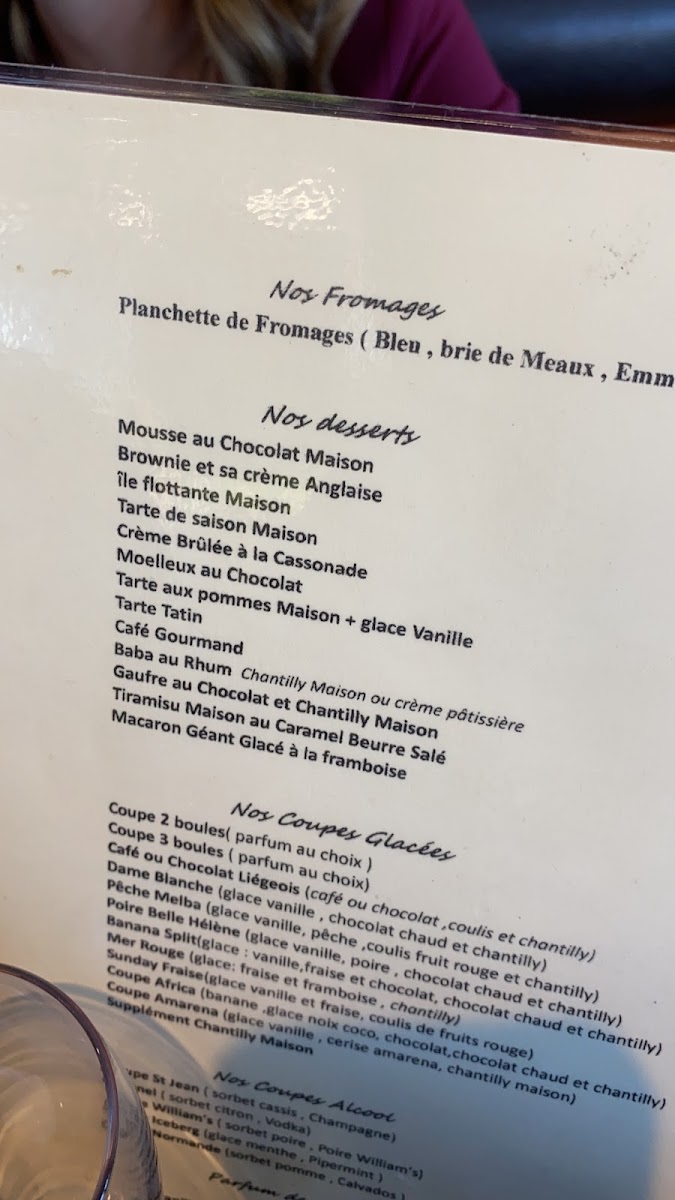 Nos Fromages
Planchette de Fromages ( Bleu , brie de Meaux , Emm
Nos desserts
Mousse au Chocolat Maison
Brownie et sa crème Anglaise
île flottante Maison
Tarte de saison Maison
Crème Brûlée à la Cassonade
Moelleux au Chocolat
Tarte aux pommes Maison + glace Vanille
Tarte Tatin
Café Gourmand
Baba au Rhum Chantilly Maison ou crème pâtissière
Gaufre au Chocolat et Chantilly Maison
Tiramisu Maison au Caramel Beurre Salé
Macaron Géant Glacé à la framboise
Nos Coupes Glacées
Coupe 2 boules( parfum au choix )
Coupe 3 boules ( parfum au choix)
Café ou Chocolat Liégeois (café ou chocolat ,coulis et chantilly)
Dame Blanche (glace vanille , chocolat chaud et chantilly)
Pêche Melba (glace vanille, pêche ,coulis fruit rouge et chantilly)
Poire Belle Hélène (glace vanille, poire , chocolat chaud et chantilly)
Banana Split(glace : vanille,fraise et chocolat, chocolat chaud et chantilly)
Mer Rouge (glace: fraise et framboise , chantilly)
Sunday Fraise(glace vanille et fraise, coulis de fruits rouge)
Coupe Africa (banane ,glace noix coco, chocolat,chocolat chaud et chantilly)
Coupe Amarena (glace vanille , cerise amarena, chantilly maison)
Supplément Chantilly Maison
Nos Coupes Alcool
upe St Jean ( sorbet cassis , Champagne)
nel ( sorbet citron , Vodka)
William's ( sorbet poire , Poire William's)
Iceberg (glace menthe , Pipermint )
Normande (sorbet pomme , Calvados )
Parfum de